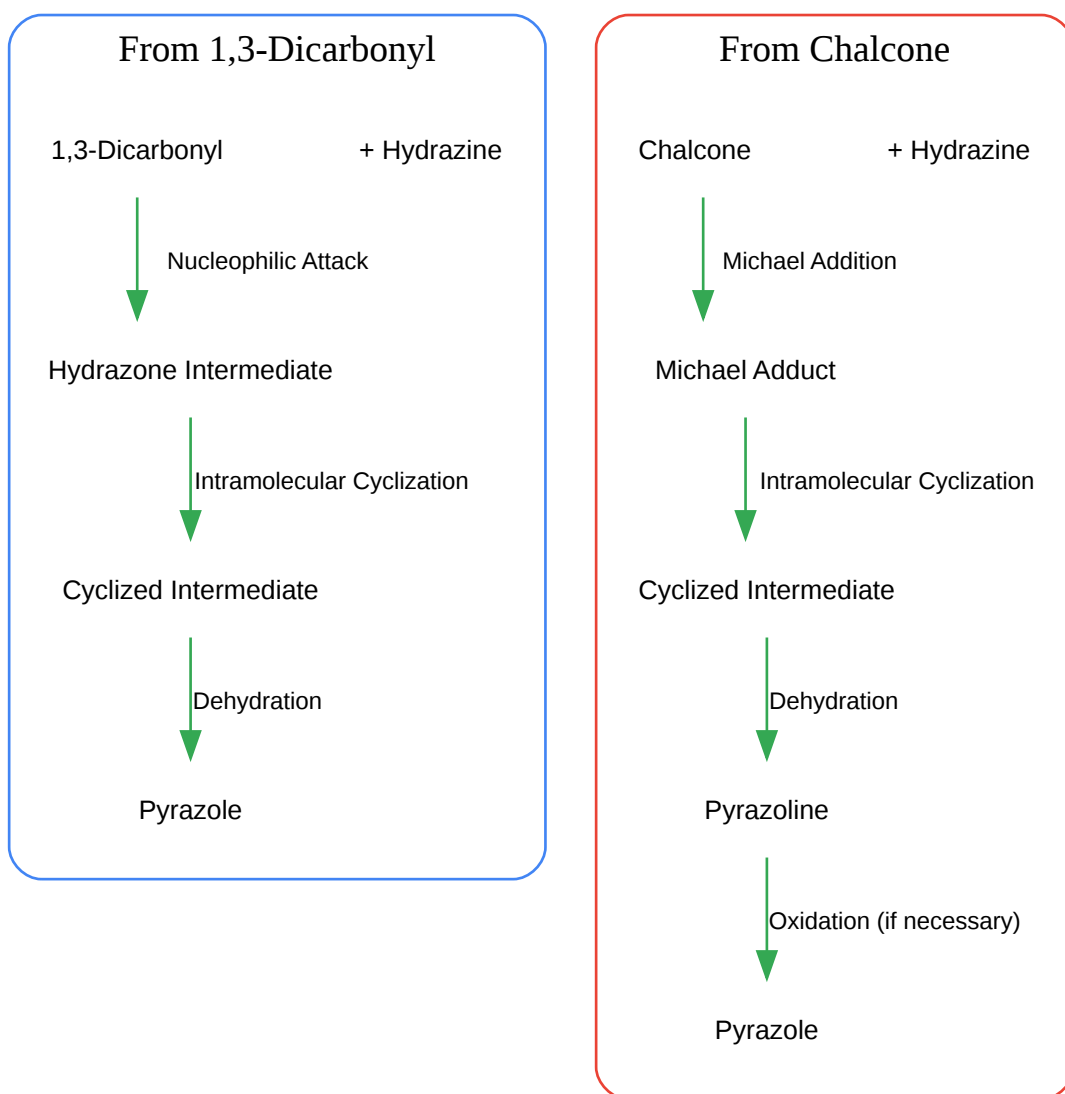 From 1,3-Dicarbonyl
1,3-Dicarbonyl + Hydrazine
Nucleophilic Attack
Hydrazone Intermediate
Intramolecular Cyclization
Cyclized Intermediate
Dehydration
Pyrazole
From Chalcone
Chalcone + Hydrazine
Michael Addition
Michael Adduct
Intramolecular Cyclization
Cyclized Intermediate
Dehydration
Pyrazoline
Oxidation (if necessary)
Pyrazole